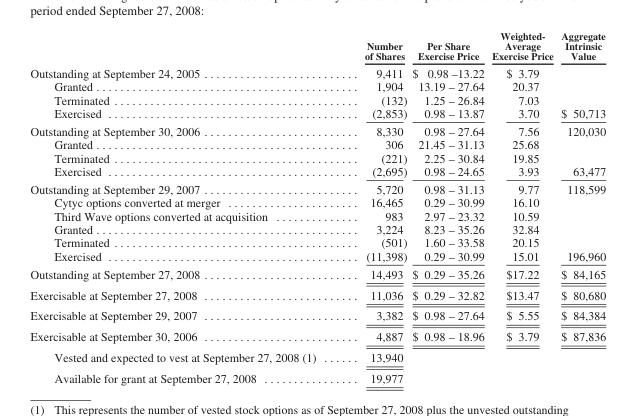 period ended September 27, 2008:
Number of Shares Per Share Exercise Price Weighted-Average Exercise Price Aggregate Intrinsic Value
Outstanding at September 24, 2005 9,411 $ 0.98 –13.22 $ 3.79
Granted 1,904 13.19 – 27.64 20.37
Terminated (132) 1.25 – 26.84 7.03
Exercised (2,853) 0.98 – 13.87 3.70 $ 50,713
Outstanding at September 30, 2006 8,330 0.98 – 27.64 7.56 120,030
Granted 306 21.45 – 31.13 25.68
Terminated (221) 2.25 – 30.84 19.85
Exercised (2,695) 0.98 – 24.65 3.93 63,477
Outstanding at September 29, 2007 5,720 0.98 – 31.13 9.77 118,599
Cytyc options converted at merger 16,465 0.29 – 30.99 16.10
Third Wave options converted at acquisition 983 2.97 – 23.32 10.59
Granted 3,224 8.23 – 35.26 32.84
Terminated (501) 1.60 – 33.58 20.15
Exercised (11,398) 0.29 – 30.99 15.01 196,960
Outstanding at September 27, 2008 14,493 $ 0.29 – 35.26 $17.22 $ 84,165
Exercisable at September 27, 2008 11,036 $ 0.29 – 32.82 $13.47 $ 80,680
Exercisable at September 29, 2007 3,382 $ 0.98 – 27.64 $ 5.55 $ 84,384
Exercisable at September 30, 2006 4,887 $ 0.98 – 18.96 $ 3.79 $ 87,836
Vested and expected to vest at September 27, 2008 (1) 13,940
Available for grant at September 27, 2008 19,977
(1) This represents the number of vested stock options as of September 27, 2008 plus the unvested outstanding